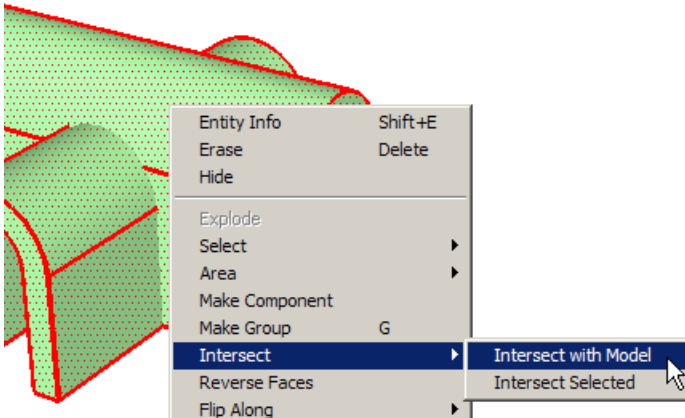 Entity Info Shift+E
Erase Delete
Hide
Explode
Select
Area
Make Component
Make Group G
Intersect Intersect with Model
Reverse Faces Intersect Selected
Flip Along